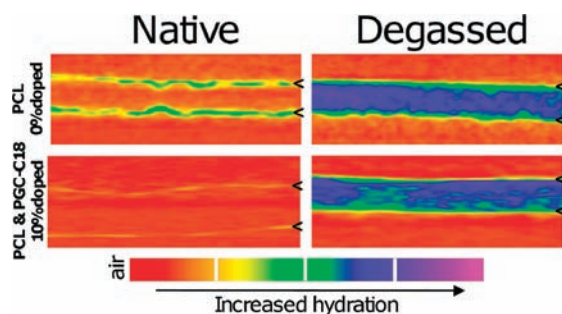 Native
Degassed
PCL
0%doped
<
<
<
<
PCL & PGC-C18
10%doped
<
<
<
<
air
Increased hydration